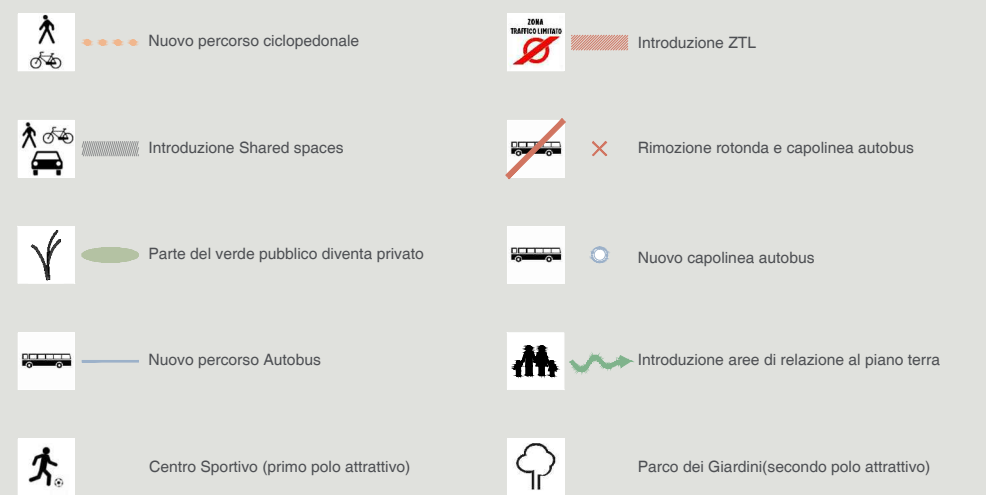 Nuovo percorso ciclopedonale
ZONA
TRAFFICO LIMITATO
Introduzione ZTL
Introduzione Shared spaces
Rimozione rotonda e capolinea autobus
Parte del verde pubblico diventa privato
Nuovo capolinea autobus
Nuovo percorso Autobus
Introduzione aree di relazione al piano terra
Centro Sportivo (primo polo attrattivo)
Parco dei Giardini(secondo polo attrattivo)